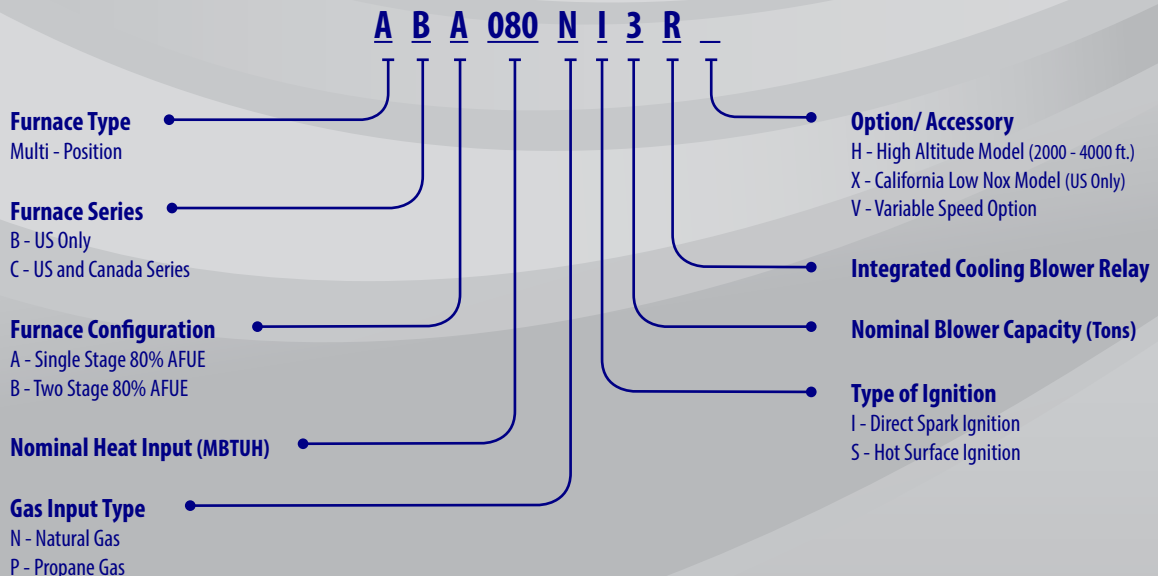 A B A 080 N I 3 R _
Furnace Type
Multi - Position
Furnace Series
B - US Only
C - US and Canada Series
Furnace Configuration
A - Single Stage 80% AFUE
B - Two Stage 80% AFUE
Nominal Heat Input (MBTUH)
Gas Input Type
N - Natural Gas
P - Propane Gas
Option/ Accessory
H - High Altitude Model (2000 - 4000 ft.)
X - California Low Nox Model (US Only)
V - Variable Speed Option
Integrated Cooling Blower Relay
Nominal Blower Capacity (Tons)
Type of Ignition
I - Direct Spark Ignition
S - Hot Surface Ignition